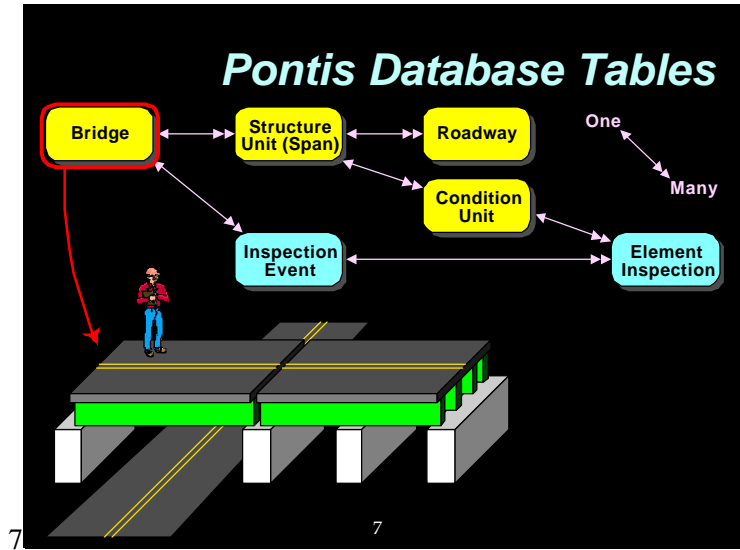 Pontis Database Tables
Bridge
Structure
Unit (Span)
Roadway
One
Many
Condition
Unit
Inspection
Event
Element
Inspection
7
7